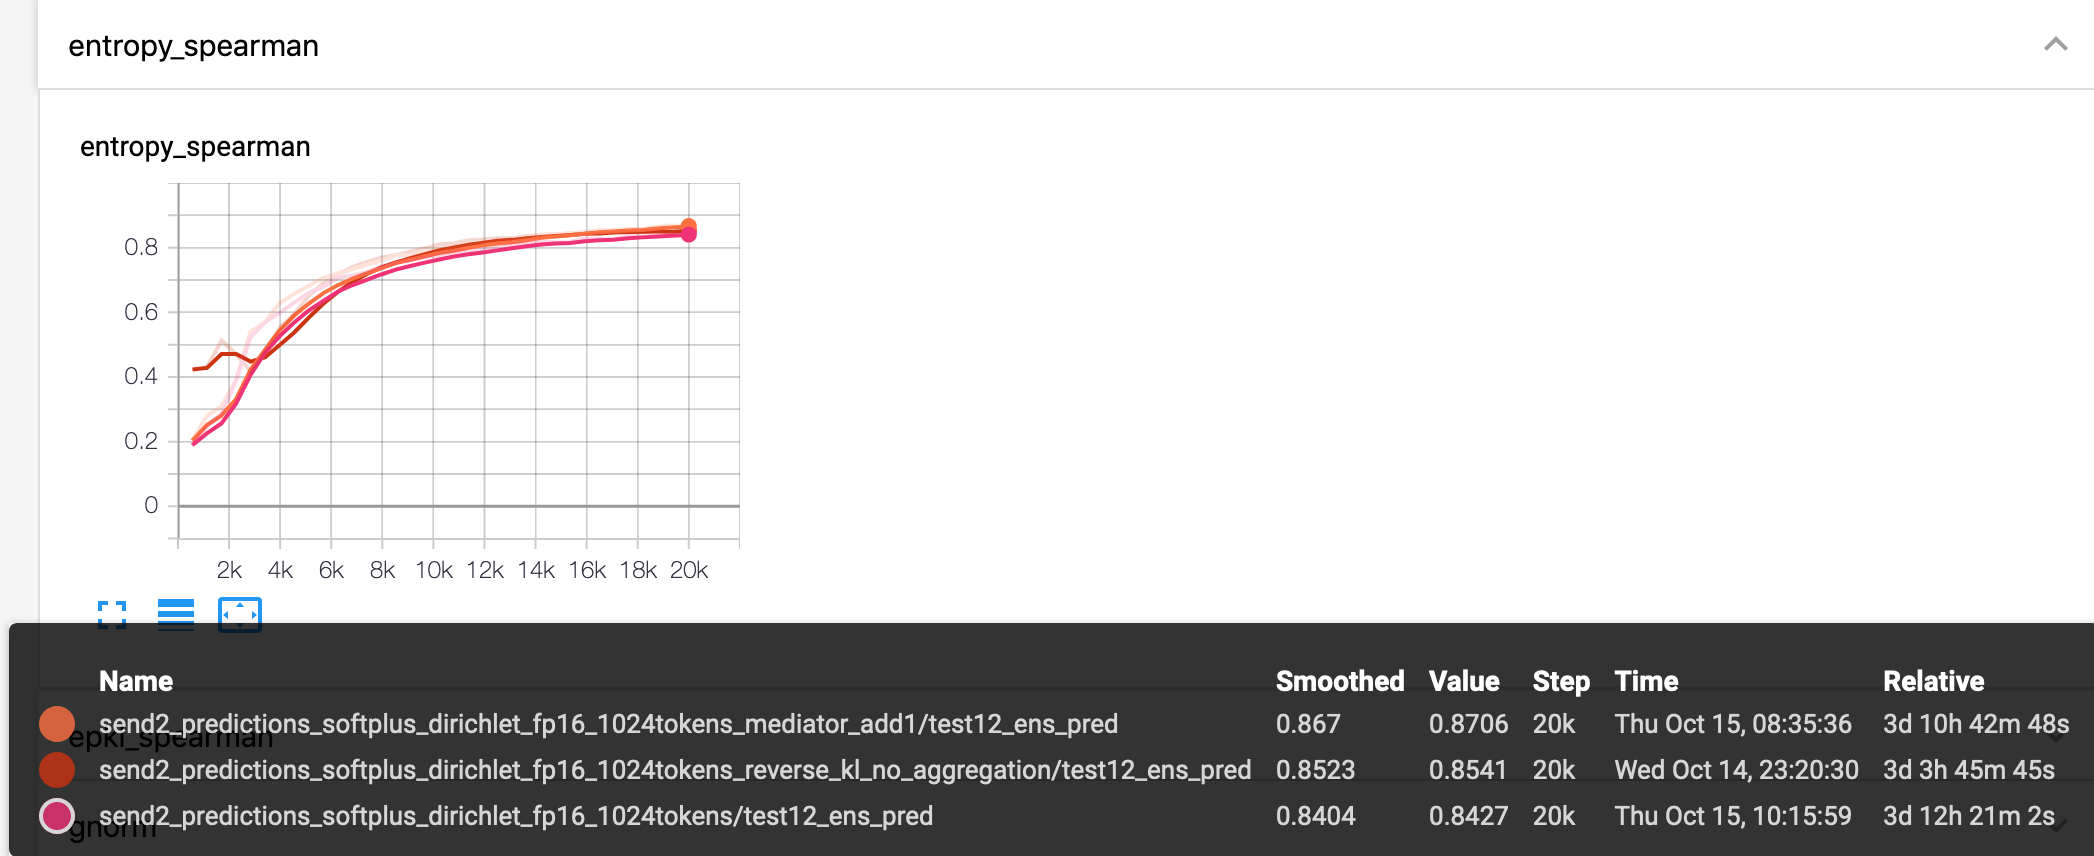 entropy_spearman
entropy_spearman
0.8
0.6
0.4
0.2
0
2k 4k 6k 8k 10k 12k 14k 16k 18k 20k
Name Smoothed Value Step Time Relative
send2_predictions_softplus_dirichlet_fp16_1024tokens_mediator_add1/test12_ens_pred 0.867 0.8706 20k Thu Oct 15, 08:35:36 3d 10h 42m 48s
epkl_spearman
send2_predictions_softplus_dirichlet_fp16_1024tokens_reverse_kl_no_aggregation/test12_ens_pred 0.8523 0.8541 20k Wed Oct 14, 23:20:30 3d 3h 45m 45s
send2_predictions_softplus_dirichlet_fp16_1024tokens/test12_ens_pred 0.8404 0.8427 20k Thu Oct 15, 10:15:59 3d 12h 21m 2s
gnorm